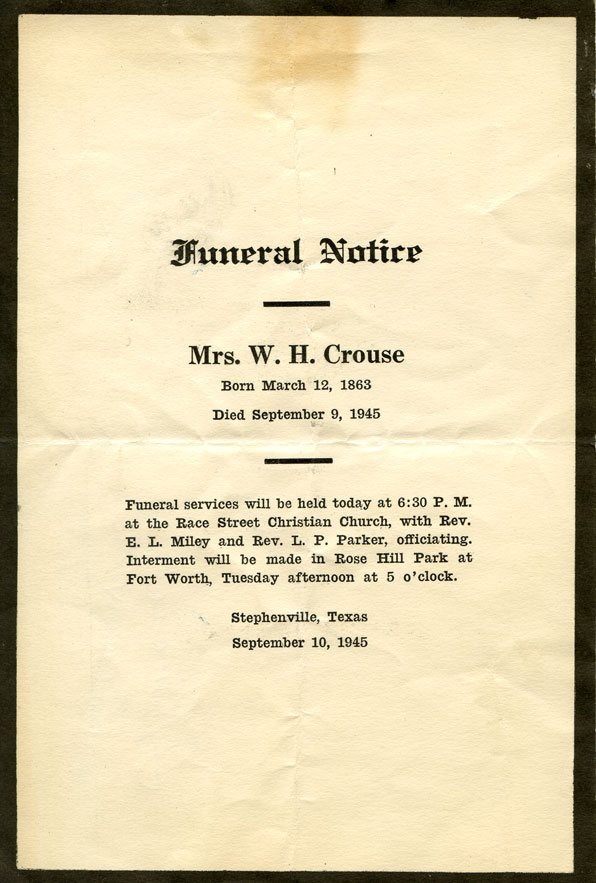 Funeral Notice
Mrs. W. H. Crouse
Born March 12, 1863
Died September 9, 1945
Funeral services will be held today at 6:30 P. M.
at the Race Street Christian Church, with Rev.
E. L. Miley and Rev. L. P. Parker, officiating.
Interment will be made in Rose Hill Park at
Fort Worth, Tuesday afternoon at 5 o'clock.
Stephenville, Texas
September 10, 1945